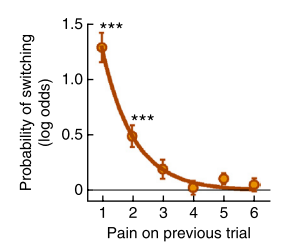 Probability of switching
(log odds)
1.5
1.0
0.5
0
***
***
1 2 3 4 5 6
Pain on previous trial